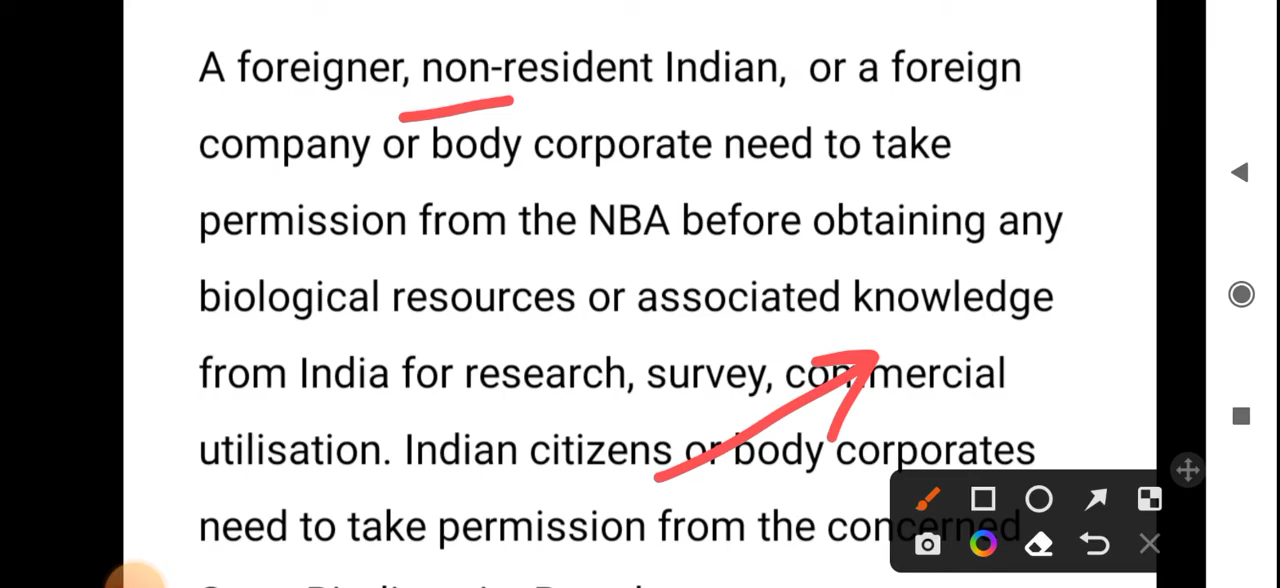 A foreigner, non-resident Indian, or a foreign
company or body corporate need to take
permission from the NBA before obtaining any
biological resources or associated knowledge
from India for research, survey, commercial
utilisation. Indian citizens or body corporates
need to take permission from the concerned